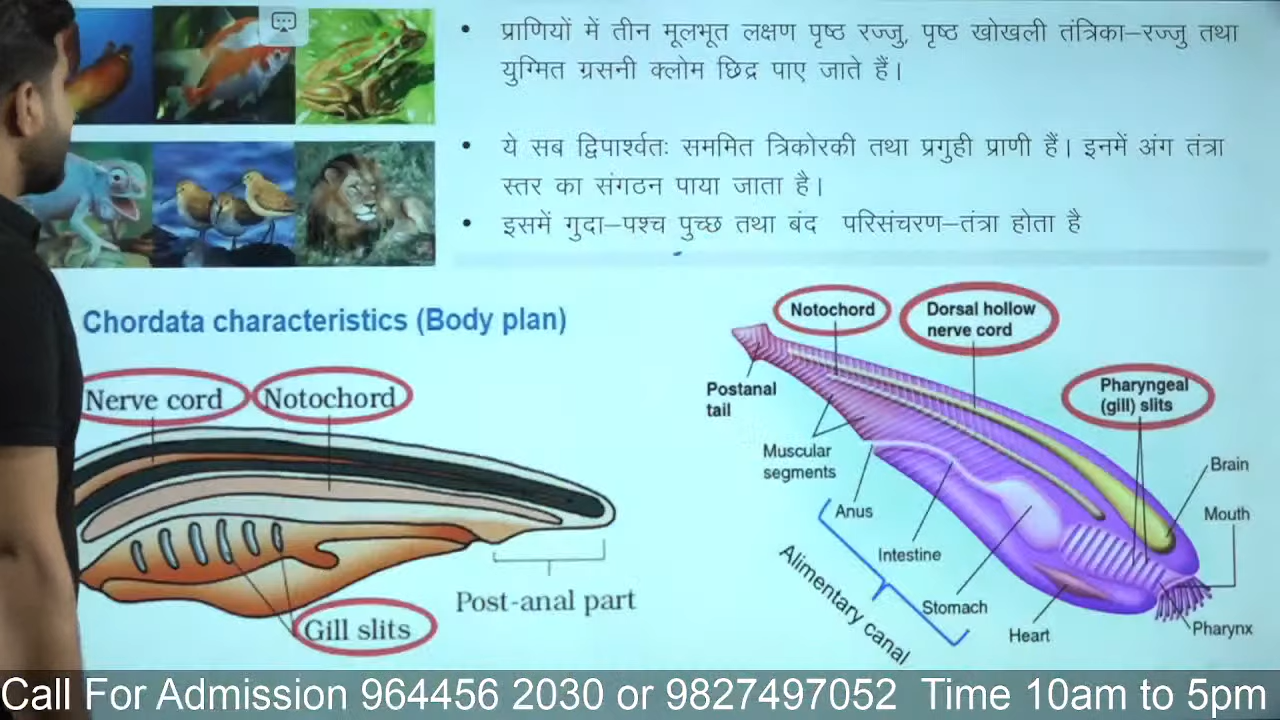 • प्राणियों में तीन मूलभूत लक्षण पृष्ठ रज्जु, पृष्ठ खोखली तंत्रिका–रज्जु तथा
युग्मित ग्रसनी क्लोम छिद्र पाए जाते हैं।
• ये सब द्विपार्श्वतः सममित त्रिकोरकी तथा प्रगुही प्राणी हैं। इनमें अंग तंत्रा
स्तर का संगठन पाया जाता है।
• इसमें गुदा–पश्च पुच्छ तथा बंद परिसंचरण–तंत्रा होता है
Chordata characteristics (Body plan)
Nerve cord
Notochord
Gill slits
Post-anal part
Notochord
Dorsal hollow
nerve cord
Pharyngeal
(gill) slits
Postanal
tail
Muscular
segments
Brain
Mouth
Anus
Intestine
Stomach
Heart
Pharynx
Alimentary canal
Call For Admission 964456 2030 or 9827497052 Time 10am to 5pm